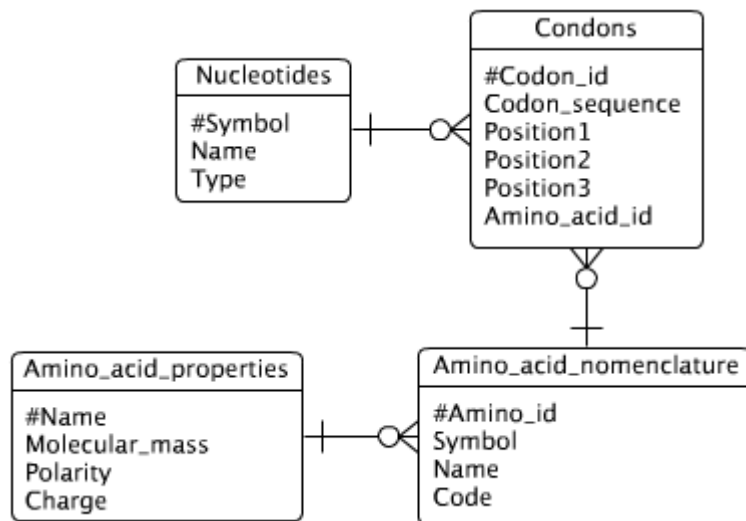 Condons
#Codon_id
Codon_sequence
Position1
Position2
Position3
Amino_acid_id
Nucleotides
#Symbol
Name
Type
Amino_acid_properties
#Name
Molecular_mass
Polarity
Charge
Amino_acid_nomenclature
#Amino_id
Symbol
Name
Code